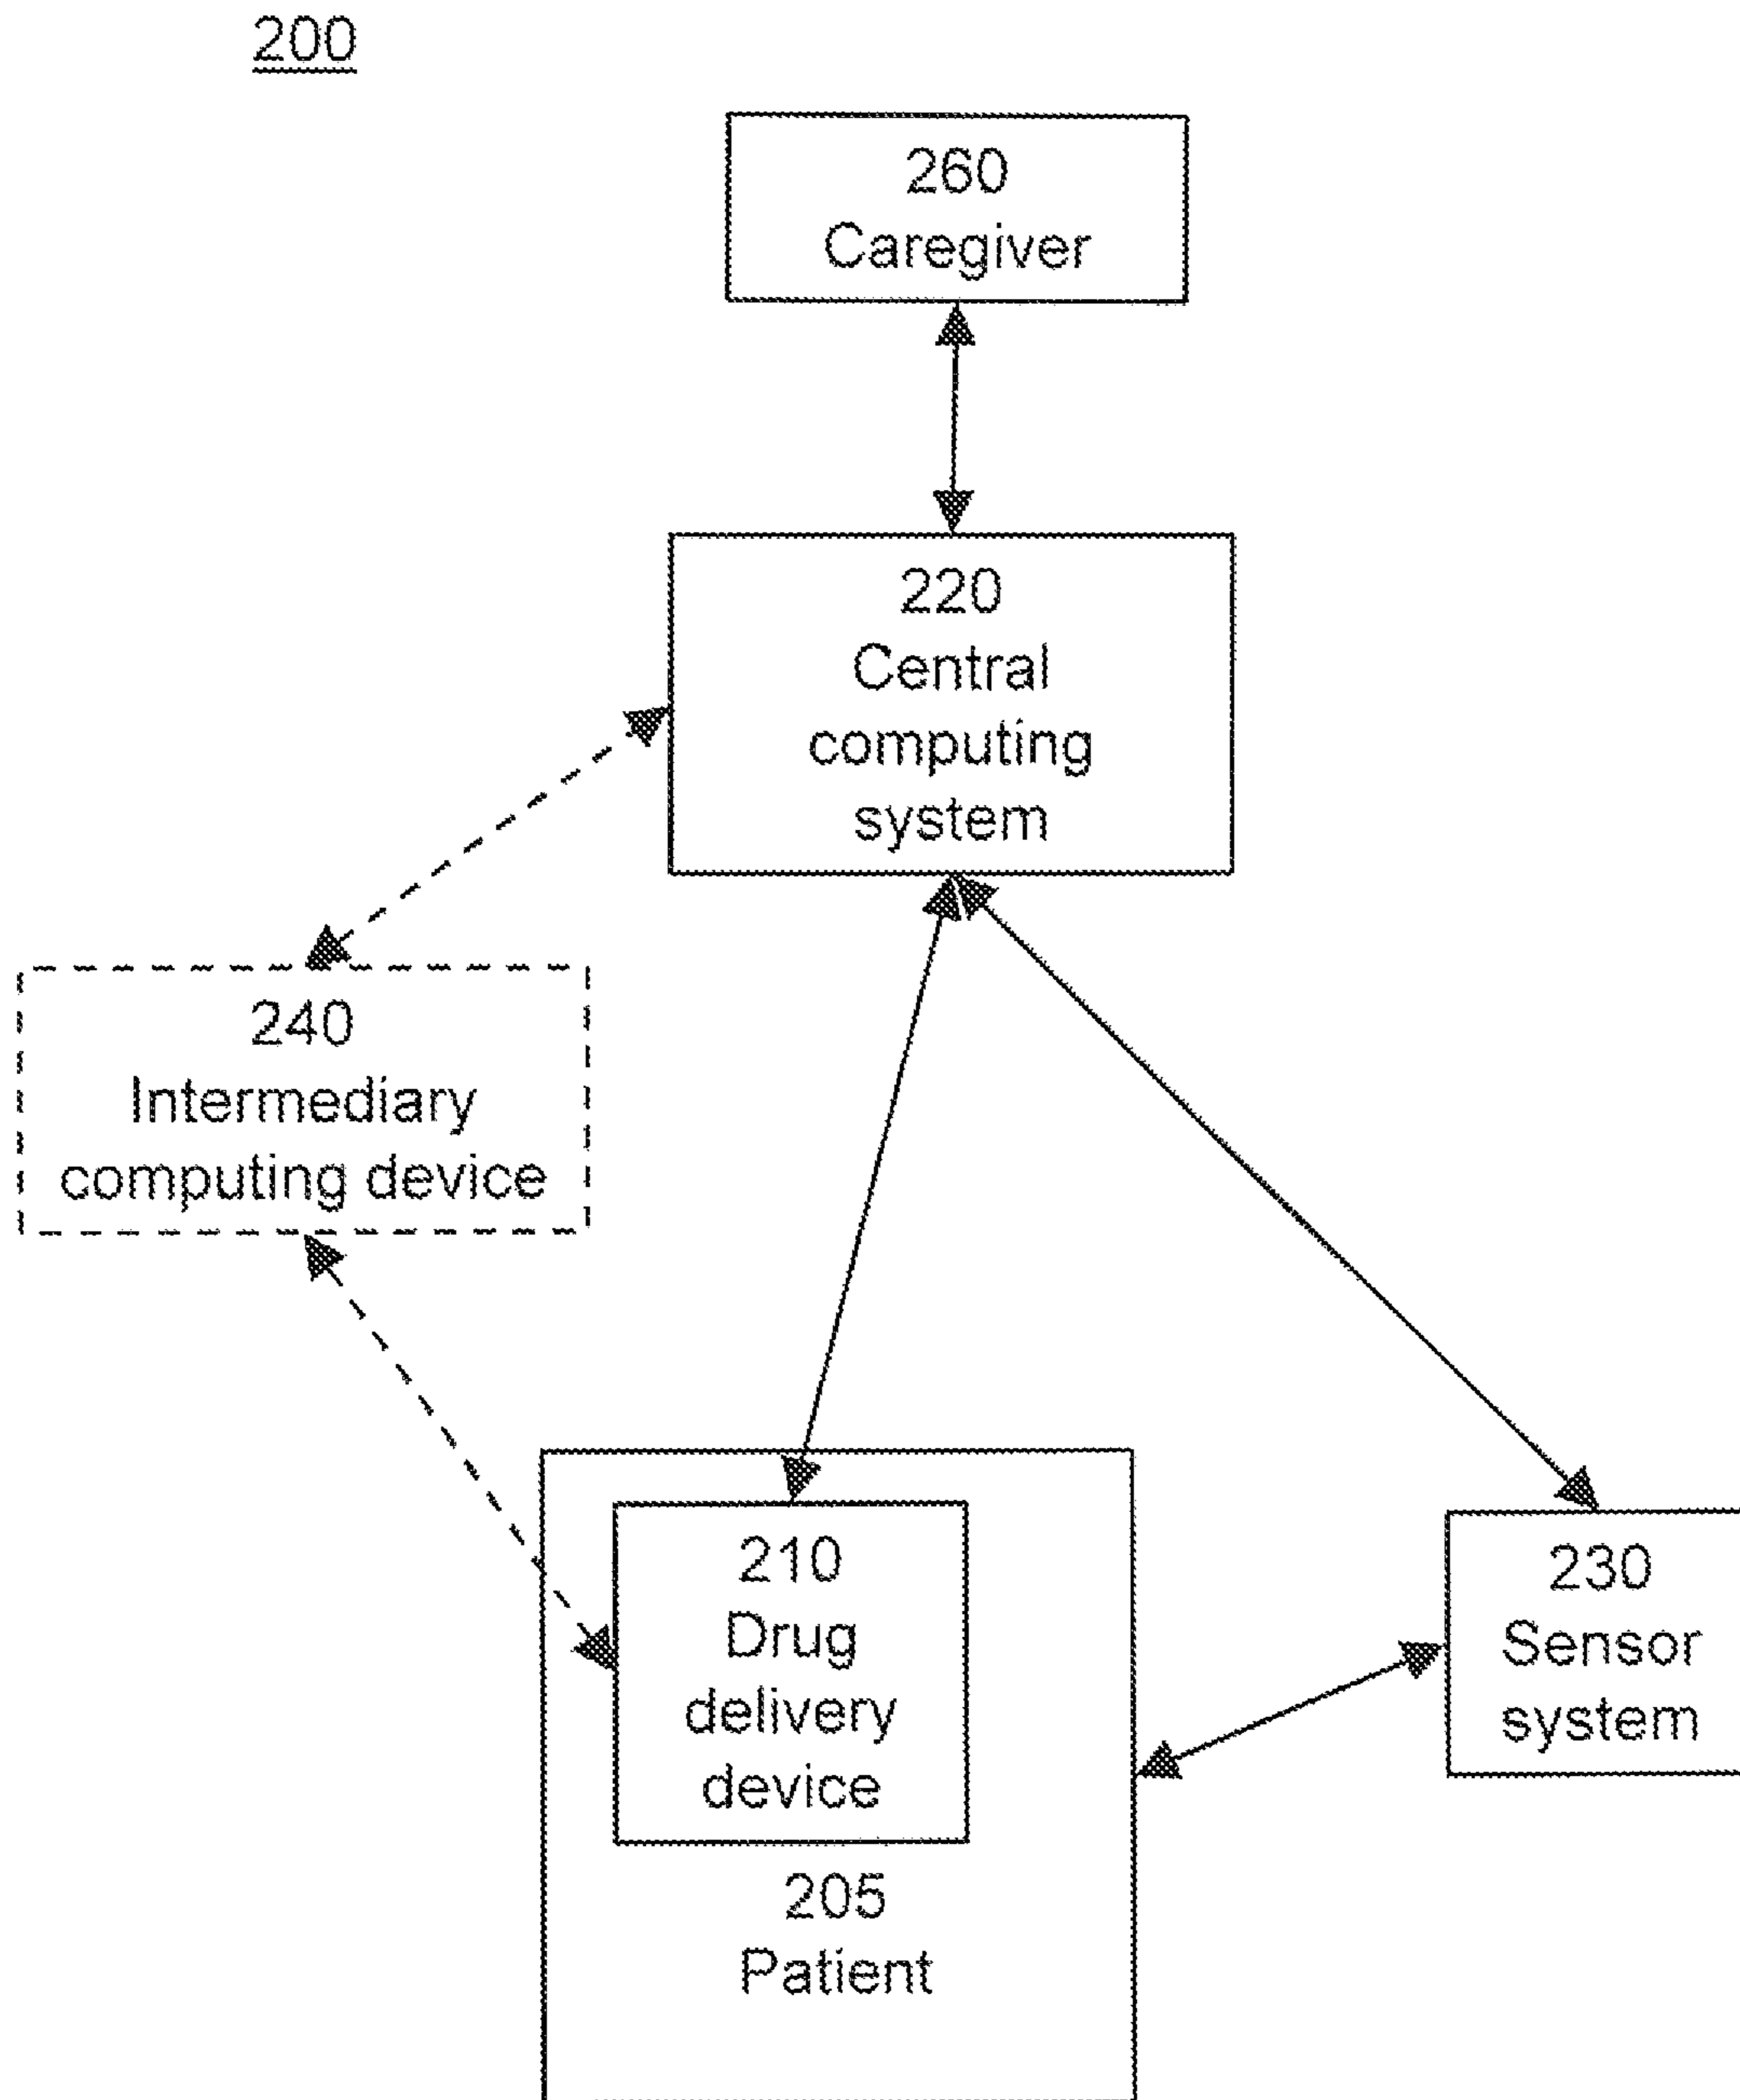 200
260
Caregiver
220
Central
computing
system
240
Intermediary
computing device
210
Drug
delivery
device
205
Patient
230
Sensor
system